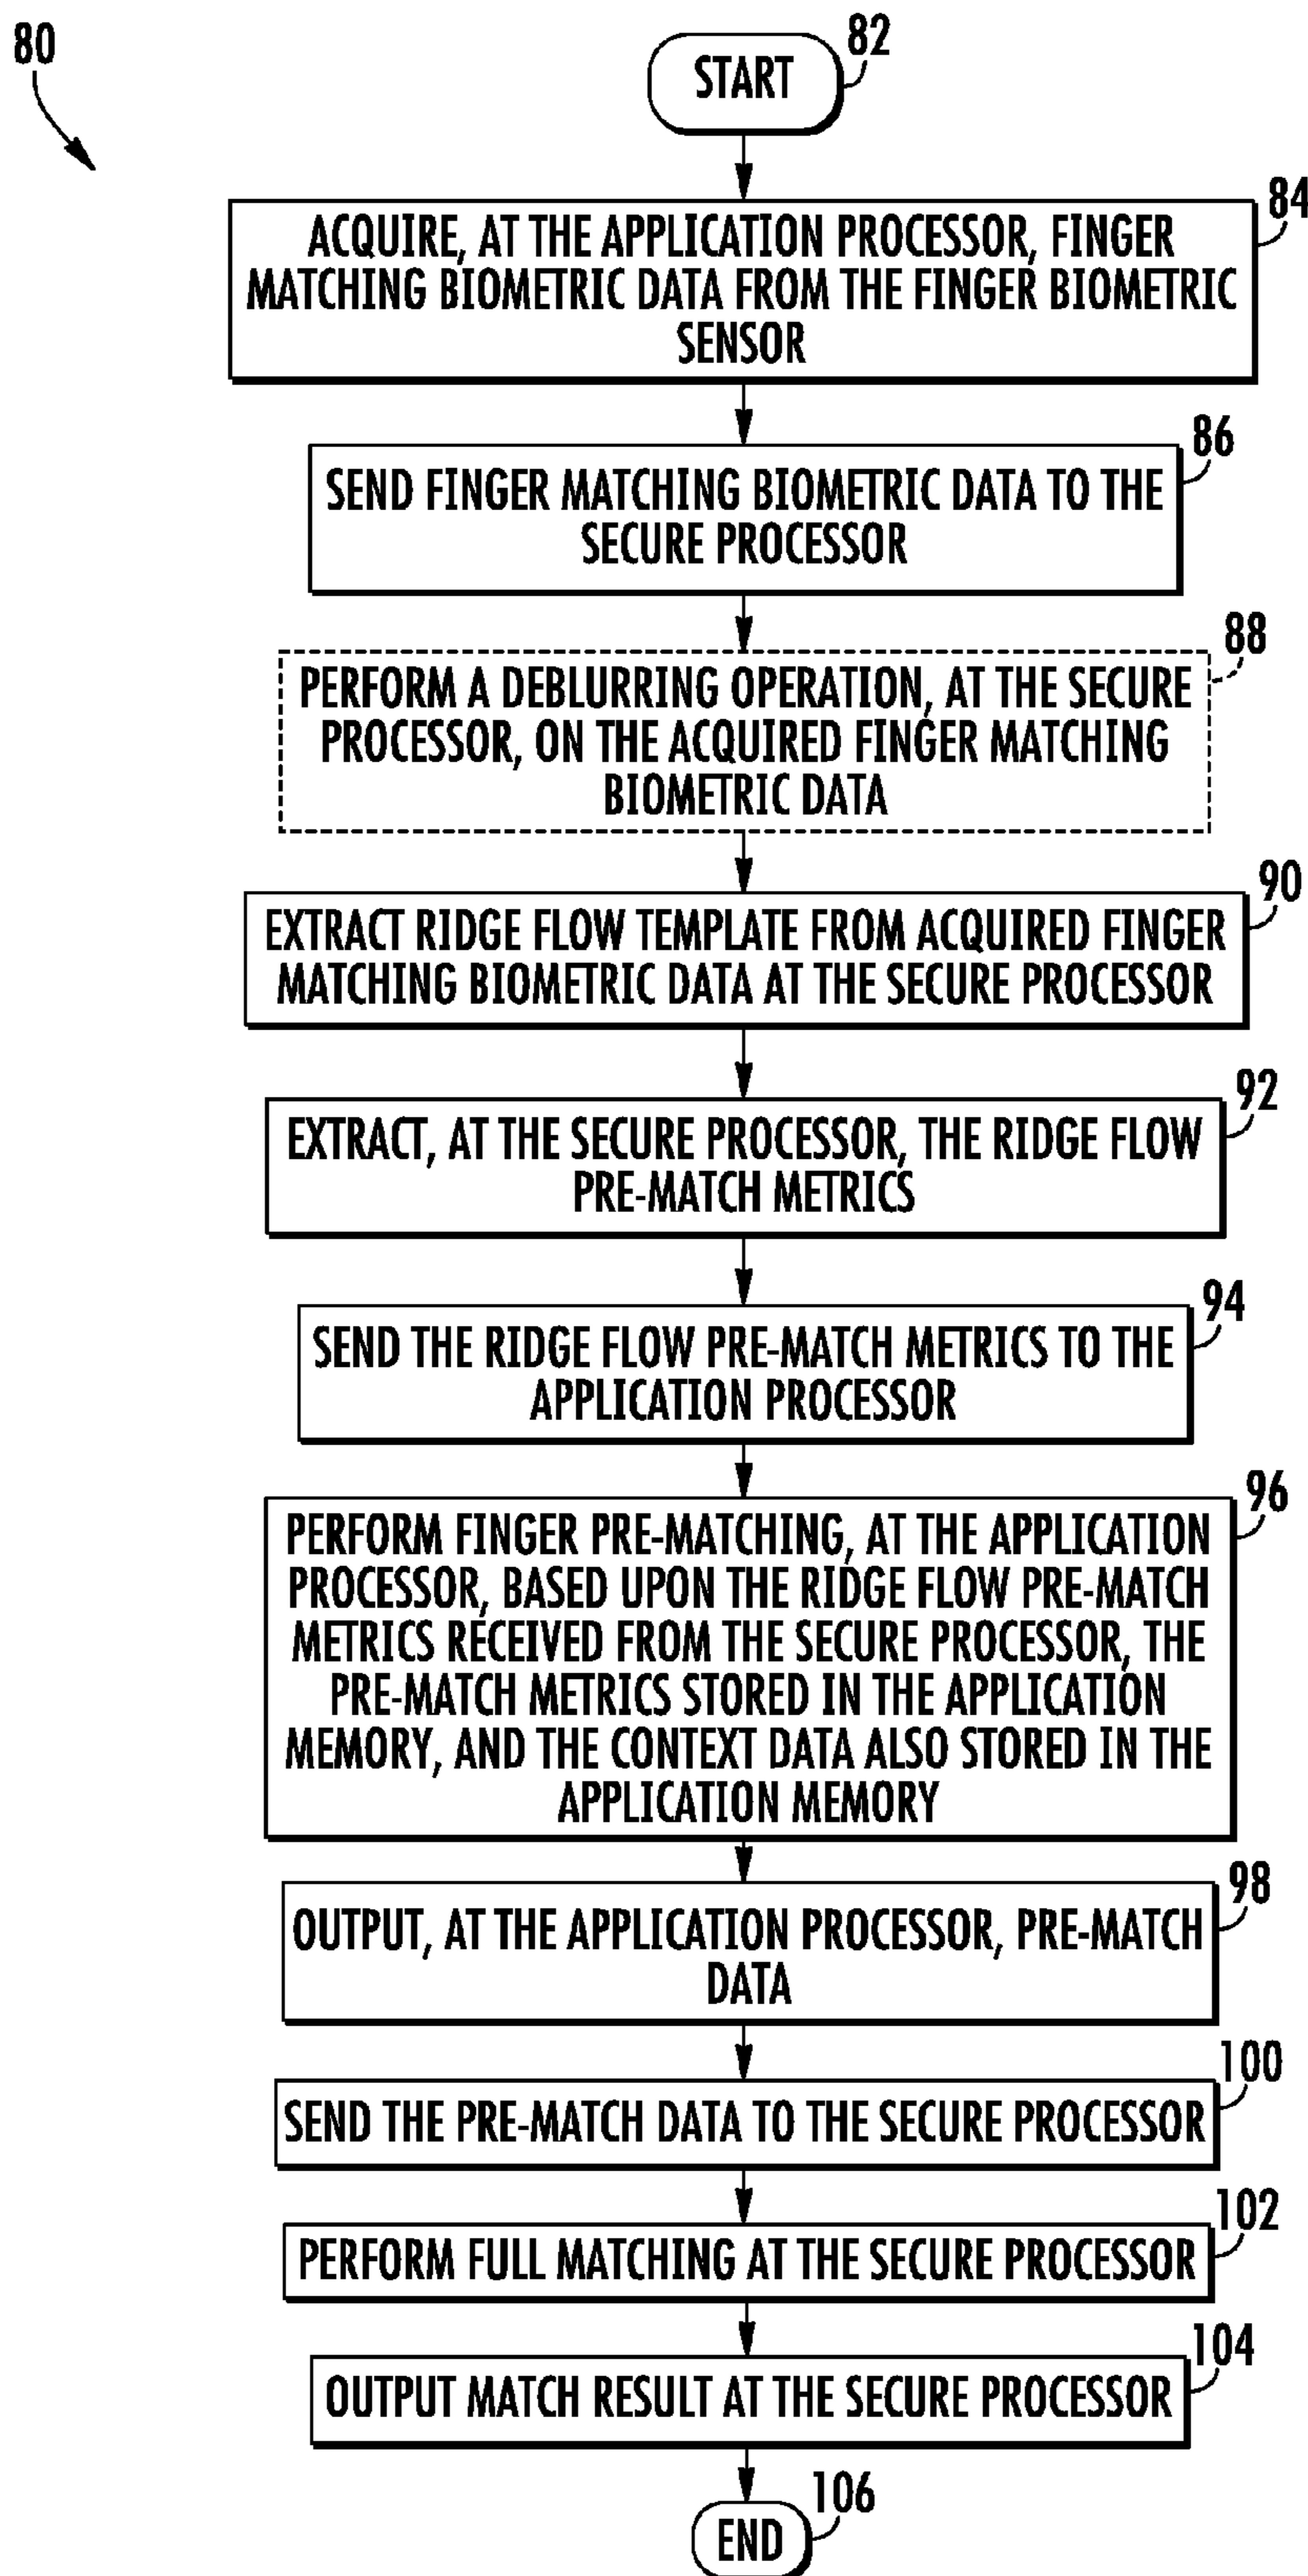 80
START
82
ACQUIRE, AT THE APPLICATION PROCESSOR, FINGER
MATCHING BIOMETRIC DATA FROM THE FINGER BIOMETRIC
SENSOR
84
SEND FINGER MATCHING BIOMETRIC DATA TO THE
SECURE PROCESSOR
86
PERFORM A DEBLURRING OPERATION, AT THE SECURE
PROCESSOR, ON THE ACQUIRED FINGER MATCHING
BIOMETRIC DATA
88
EXTRACT RIDGE FLOW TEMPLATE FROM ACQUIRED FINGER
MATCHING BIOMETRIC DATA AT THE SECURE PROCESSOR
90
EXTRACT, AT THE SECURE PROCESSOR, THE RIDGE FLOW
PRE-MATCH METRICS
92
SEND THE RIDGE FLOW PRE-MATCH METRICS TO THE
APPLICATION PROCESSOR
94
PERFORM FINGER PRE-MATCHING, AT THE APPLICATION
PROCESSOR, BASED UPON THE RIDGE FLOW PRE-MATCH
METRICS RECEIVED FROM THE SECURE PROCESSOR, THE
PRE-MATCH METRICS STORED IN THE APPLICATION
MEMORY, AND THE CONTEXT DATA ALSO STORED IN THE
APPLICATION MEMORY
96
OUTPUT, AT THE APPLICATION PROCESSOR, PRE-MATCH
DATA
98
SEND THE PRE-MATCH DATA TO THE SECURE PROCESSOR
100
PERFORM FULL MATCHING AT THE SECURE PROCESSOR
102
OUTPUT MATCH RESULT AT THE SECURE PROCESSOR
104
END
106